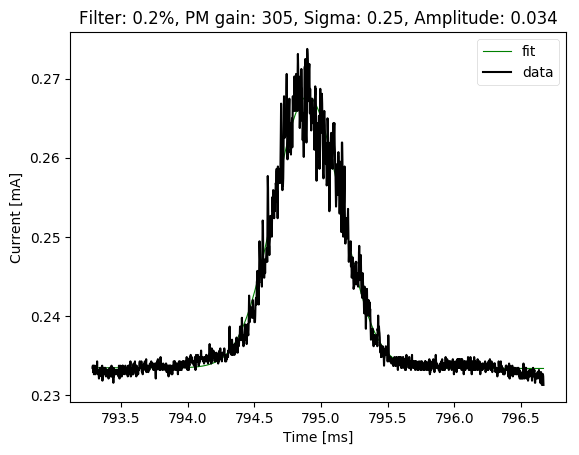 Filter: 0.2%, PM gain: 305, Sigma: 0.25, Amplitude: 0.034
fit
data
0.27
0.26
0.25
0.24
0.23
Current [mA]
793.5 794.0 794.5 795.0 795.5 796.0 796.5
Time [ms]